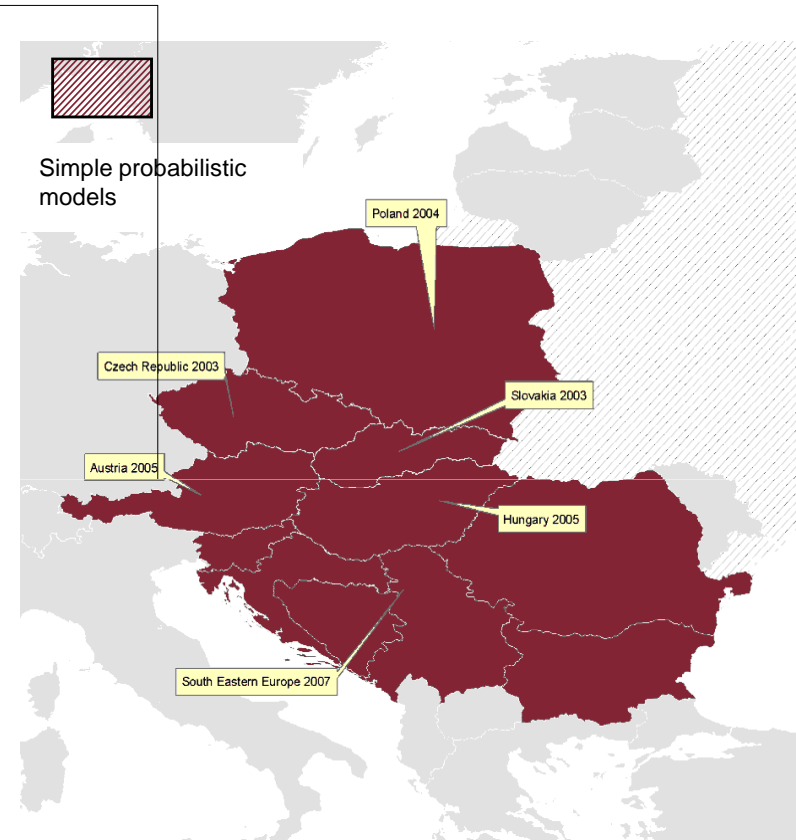 Simple probabilistic
models
Poland 2004
Czech Republic 2003
Slovakia 2003
Austria 2005
Hungary 2005
South Eastern Europe 2007